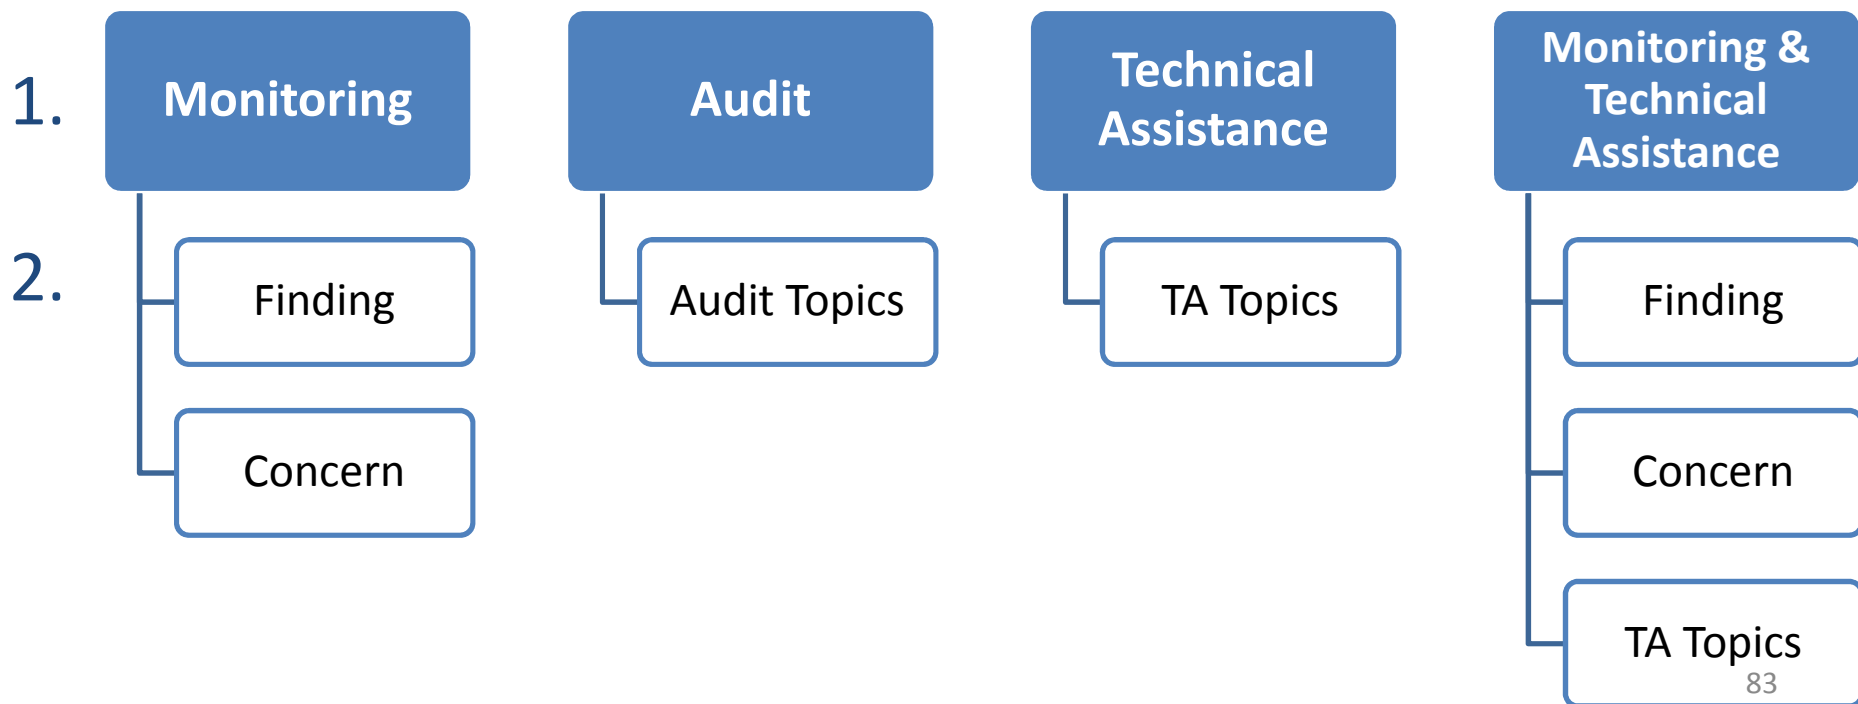 1.
Monitoring
Audit
Technical
Assistance
Monitoring &
Technical
Assistance
2.
Finding
Audit Topics
TA Topics
Finding
Concern
Concern
TA Topics
83